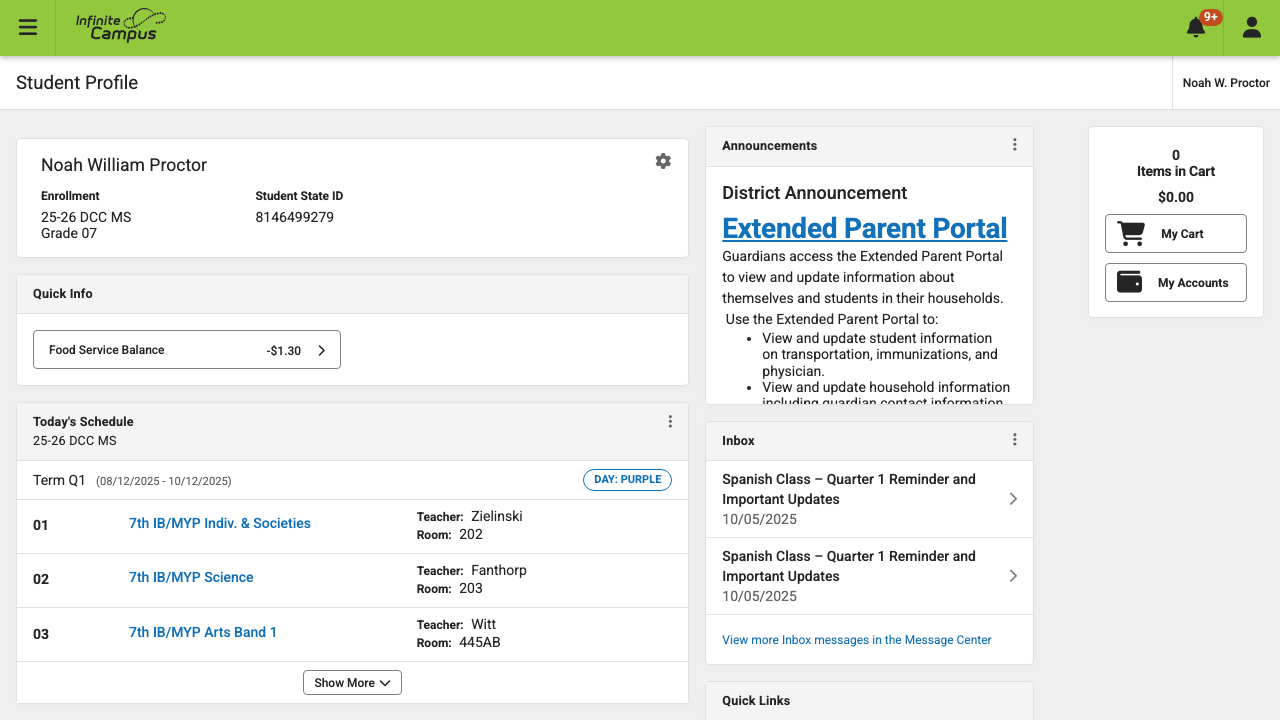 Infinite
Campus
9+
Student Profile
Noah W. Proctor
Noah William Proctor
Enrollment
25-26 DCC MS
Grade 07
Student State ID
8146499279
Quick Info
Food Service Balance
-$1.30
Today's Schedule
25-26 DCC MS
Term Q1 (08/12/2025 - 10/12/2025)
DAY: PURPLE
01
7th IB/MYP Indiv. & Societies
Teacher: Zielinski
Room: 202
02
7th IB/MYP Science
Teacher: Fanthorp
Room: 203
03
7th IB/MYP Arts Band 1
Teacher: Witt
Room: 445AB
Show More
Announcements
District Announcement
Extended Parent Portal
Guardians access the Extended Parent Portal
to view and update information about
themselves and students in their households.
Use the Extended Parent Portal to:
• View and update student information
on transportation, immunizations, and
physician.
• View and update household information
including guardian contact information
Inbox
Spanish Class – Quarter 1 Reminder and
Important Updates
10/05/2025
Spanish Class – Quarter 1 Reminder and
Important Updates
10/05/2025
View more Inbox messages in the Message Center
Quick Links
0
Items in Cart
$0.00
My Cart
My Accounts